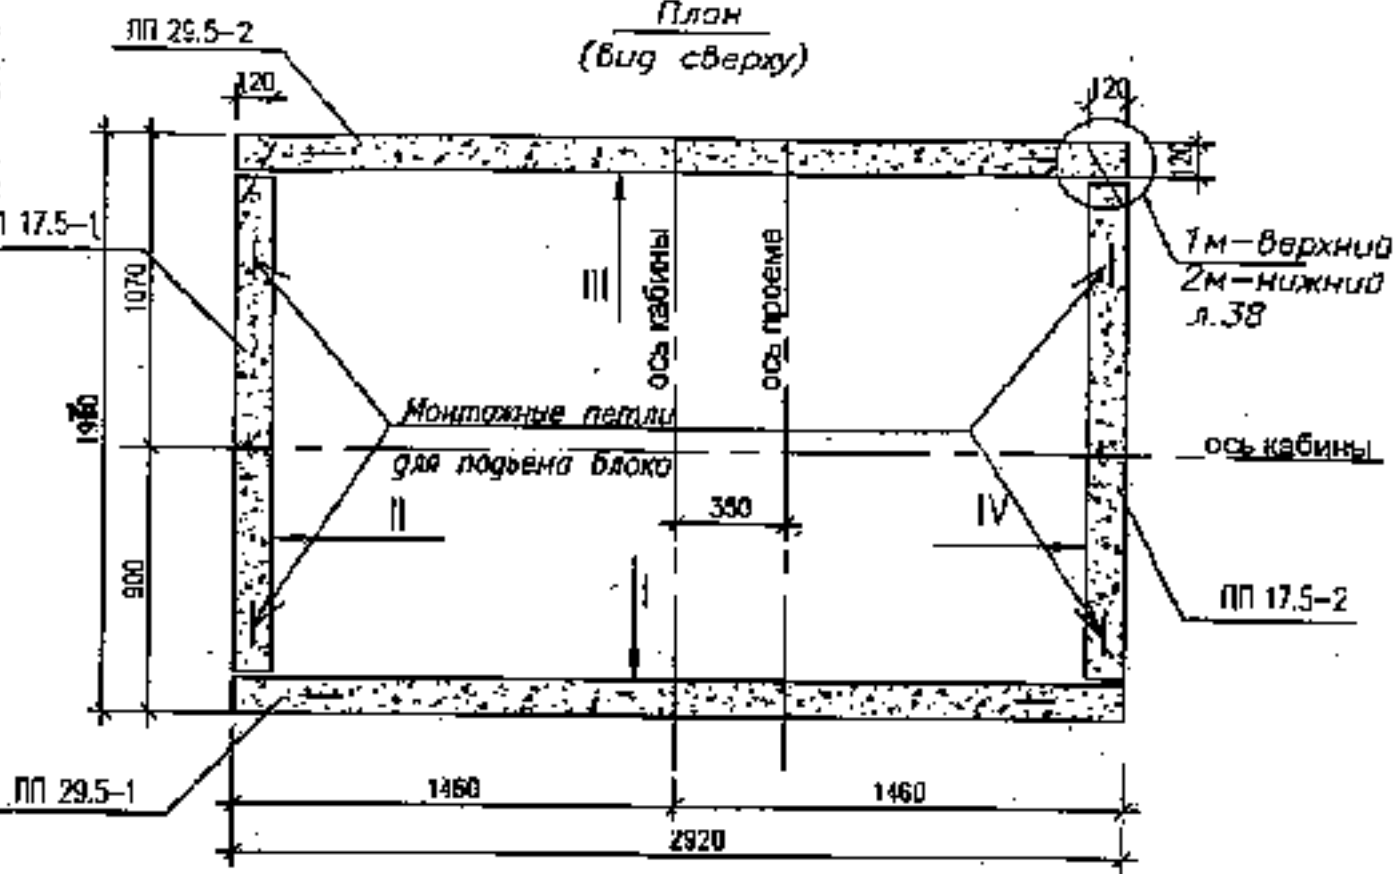 План
(вид сверху)
ЛП 29.5-2
120
120
120
17.5-1
1м-верхний
2м-нижний
л.38
1070
III
ось кабины
ось проема
Монтажные петли
для подъема блока
ось кабины
350
II
IV
I
900
ЛП 17.5-2
ЛП 29.5-1
1460
1460
2920